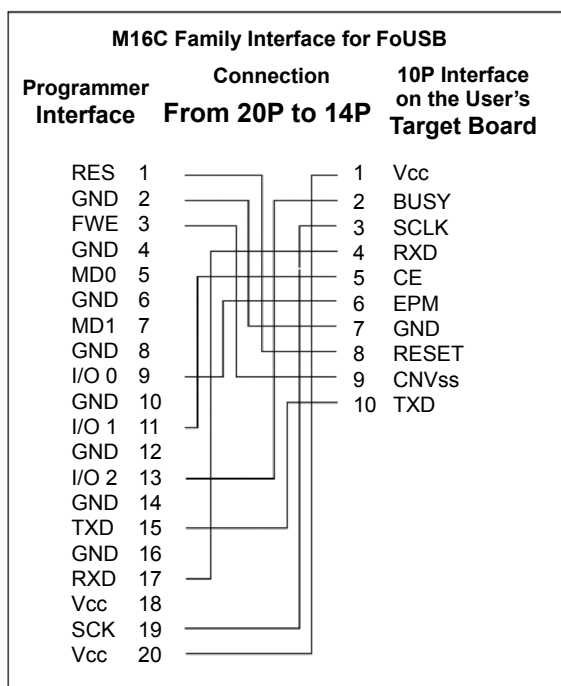 M16C Family Interface for FoUSB
Programmer
Interface
Connection
From 20P to 14P
10P Interface
on the User's
Target Board
RES 1
GND 2
FWE 3
GND 4
MD0 5
GND 6
MD1 7
GND 8
I/O 0 9
GND 10
I/O 1 11
GND 12
I/O 2 13
GND 14
TXD 15
GND 16
RXD 17
Vcc 18
SCK 19
Vcc 20
1 Vcc
2 BUSY
3 SCLK
4 RXD
5 CE
6 EPM
7 GND
8 RESET
9 CNVss
10 TXD